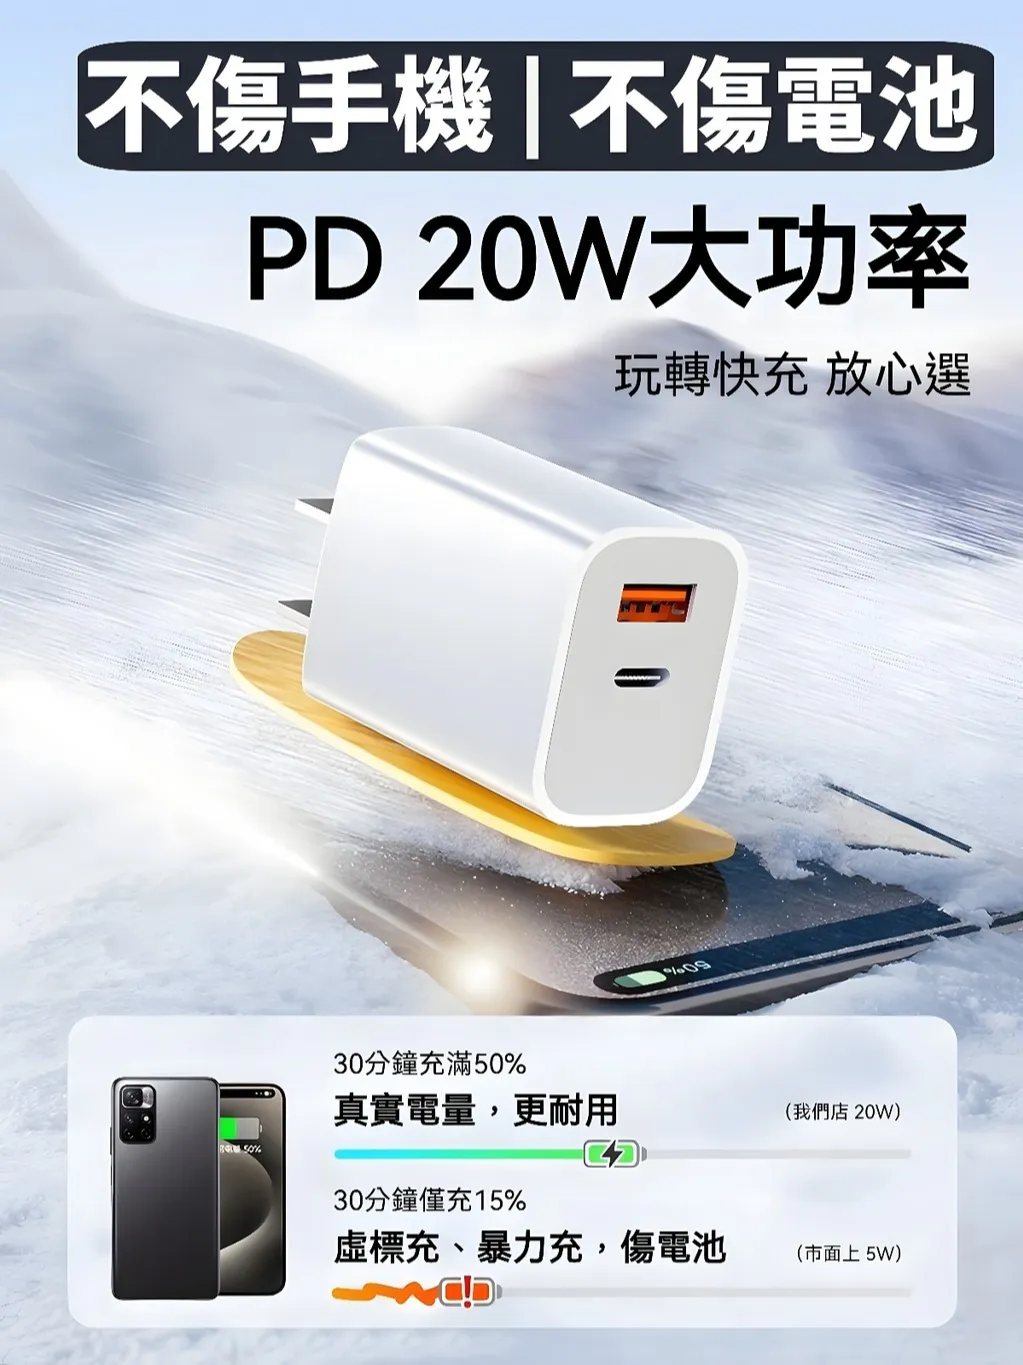 不傷手機 | 不傷電池
PD 20W大功率
玩轉快充 放心選
50%
30分鐘充滿50%
真實電量，更耐用
（我們店 20W）
30分鐘僅充15%
虛標充、暴力充，傷電池
（市面上 5W）